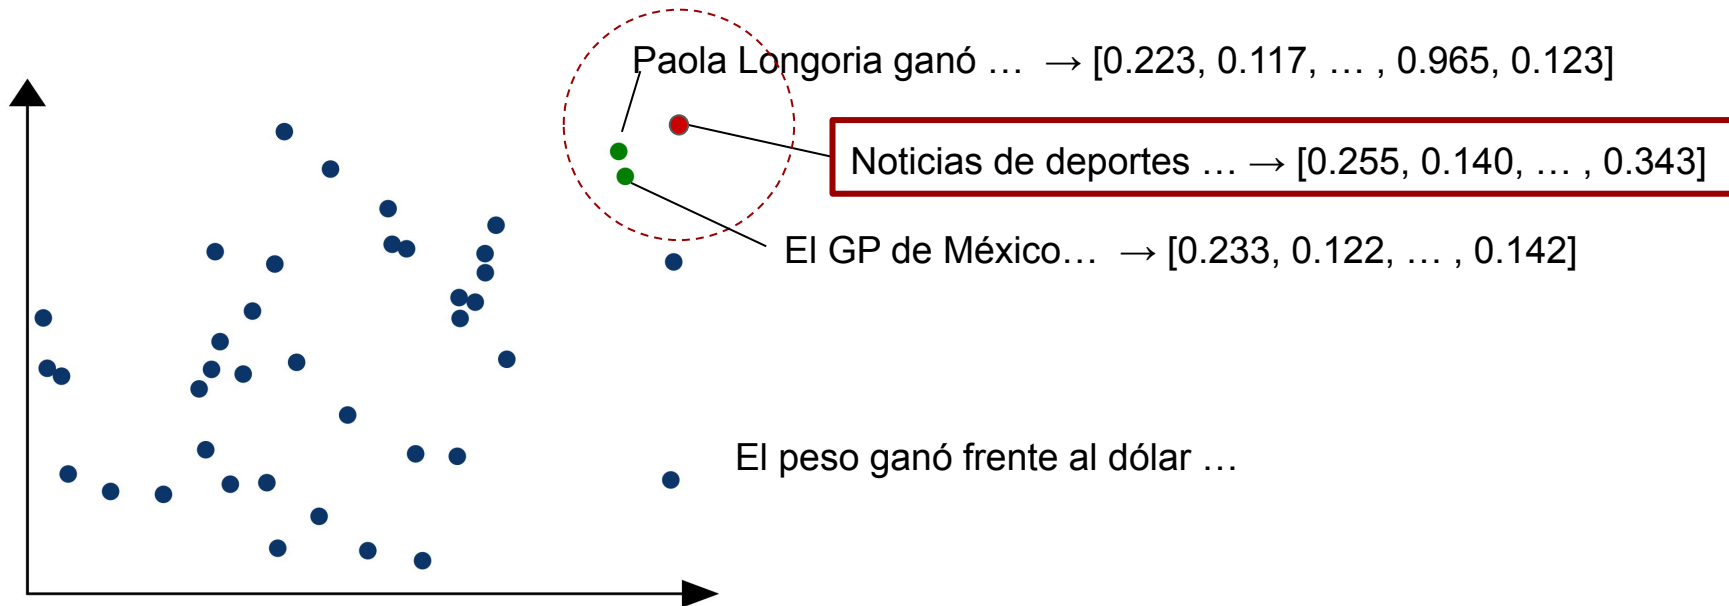 Paola Longoria ganó … → [0.223, 0.117, … , 0.965, 0.123]
Noticias de deportes … → [0.255, 0.140, … , 0.343]
El GP de México… → [0.233, 0.122, … , 0.142]
El peso ganó frente al dólar …